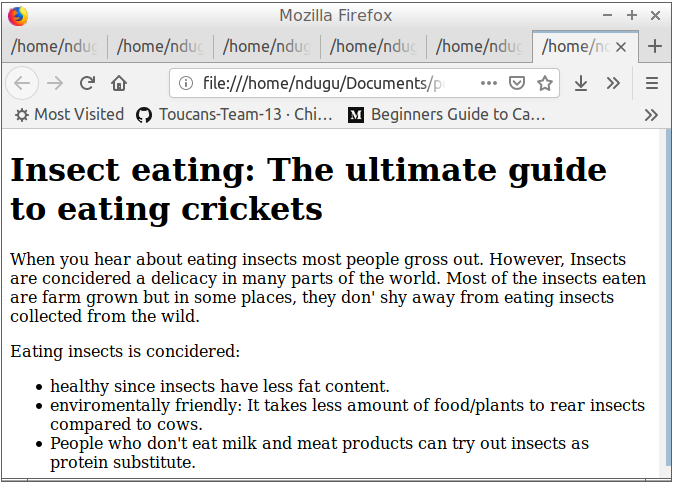 Mozilla Firefox
/home/ndug /home/ndug /home/ndug /home/ndug /home/ndug /home/nd
file:///home/ndugu/Documents/p
Most Visited Toucans-Team-13 · Chi… M Beginners Guide to Ca…
Insect eating: The ultimate guide
to eating crickets
When you hear about eating insects most people gross out. However, Insects
are concidered a delicacy in many parts of the world. Most of the insects eaten
are farm grown but in some places, they don' shy away from eating insects
collected from the wild.
Eating insects is concidered:
• healthy since insects have less fat content.
• enviromentally friendly: It takes less amount of food/plants to rear insects
compared to cows.
• People who don't eat milk and meat products can try out insects as
protein substitute.